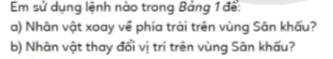 Em sử dụng lệnh nào trong Bảng 1 để:
a) Nhân vật xoay về phía trái trên vùng Sân khấu?
b) Nhân vật thay đổi vị trí trên vùng Sân khấu?